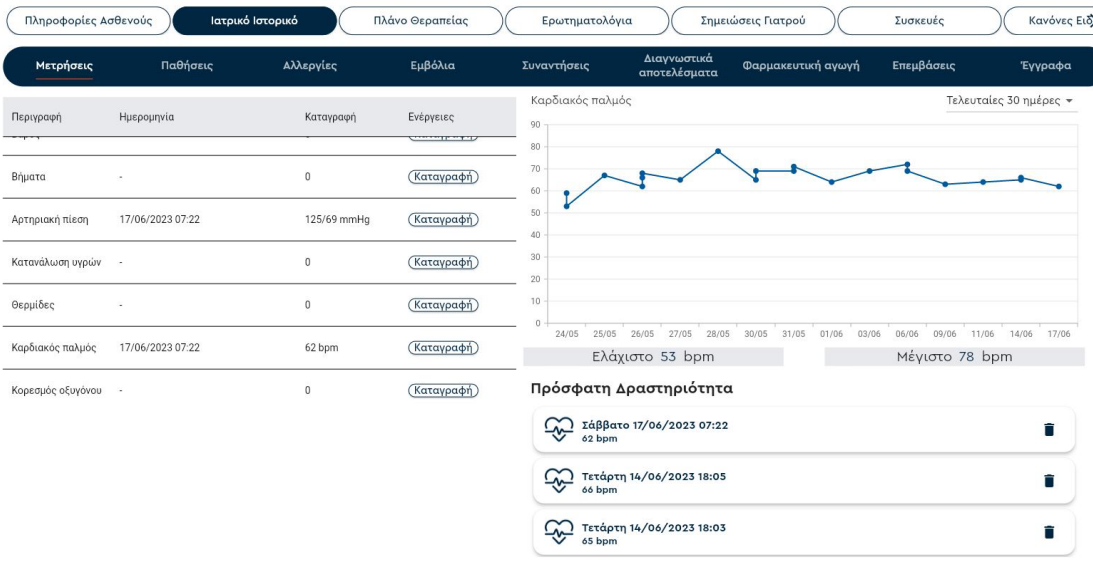 Πληροφορίες Ασθενούς Ιατρικό Ιστορικό Πλάνο Θεραπείας Ερωτηματολόγια Σημειώσεις Γιατρού Συσκευές Κανόνες
Μετρήσεις Παθήσεις Αλλεργίες Εμβόλια Συναντήσεις Διαγνωστικά αποτελέσματα Φαρμακευτική αγωγή Επεμβάσεις Έγγραφα
Περιγραφή Ημερομηνία Καταγραφή Ενέργειες
Βήματα - 0 Καταγραφή
Αρτηριακή πίεση 17/06/2023 07:22 125/69 mmHg Καταγραφή
Κατανάλωση υγρών - 0 Καταγραφή
Θερμίδες - 0 Καταγραφή
Καρδιακός παλμός 17/06/2023 07:22 62 bpm Καταγραφή
Κορεσμός οξυγόνου - 0 Καταγραφή
Καρδιακός παλμός Τελευταίες 30 ημέρες
90
80
70
60
50
40
30
20
10
0
24/05 25/05 26/05 27/05 28/05 30/05 31/05 01/06 03/06 06/06 09/06 11/06 14/06 17/06
Ελάχιστο 53 bpm Μέγιστο 78 bpm
Πρόσφατη Δραστηριότητα
Σάββατο 17/06/2023 07:22
62 bpm
Τετάρτη 14/06/2023 18:05
66 bpm
Τετάρτη 14/06/2023 18:03
65 bpm